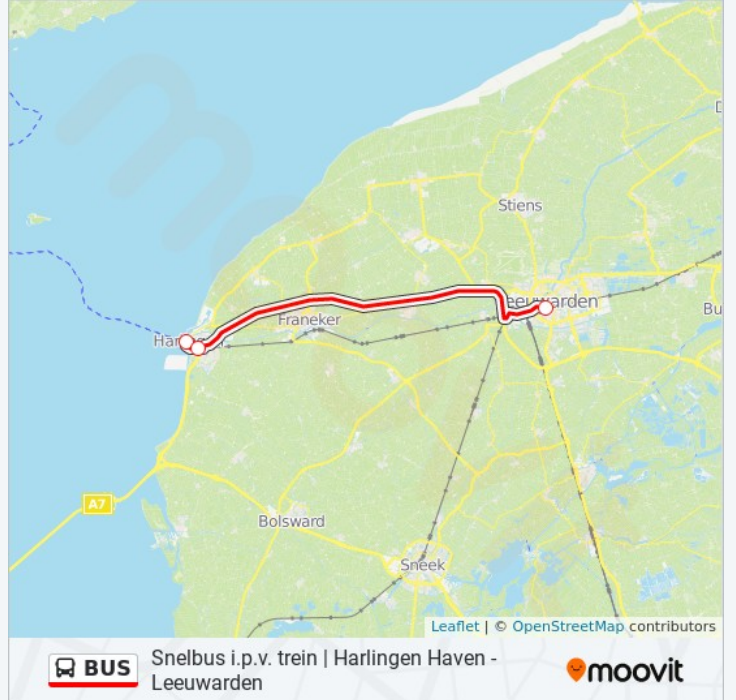 Stiens
Leeuwarden
Bu
Franeker
Har
A7
Bolsward
Sneek
Leaflet | © OpenStreetMap contributors
BUS
Snelbus i.p.v. trein | Harlingen Haven -
Leeuwarden
moovit